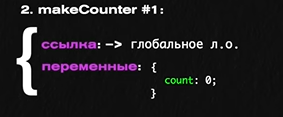 2. makeCounter #1:
{ ссылка: -> глобальное л.о.
переменные: {
count: 0;
}